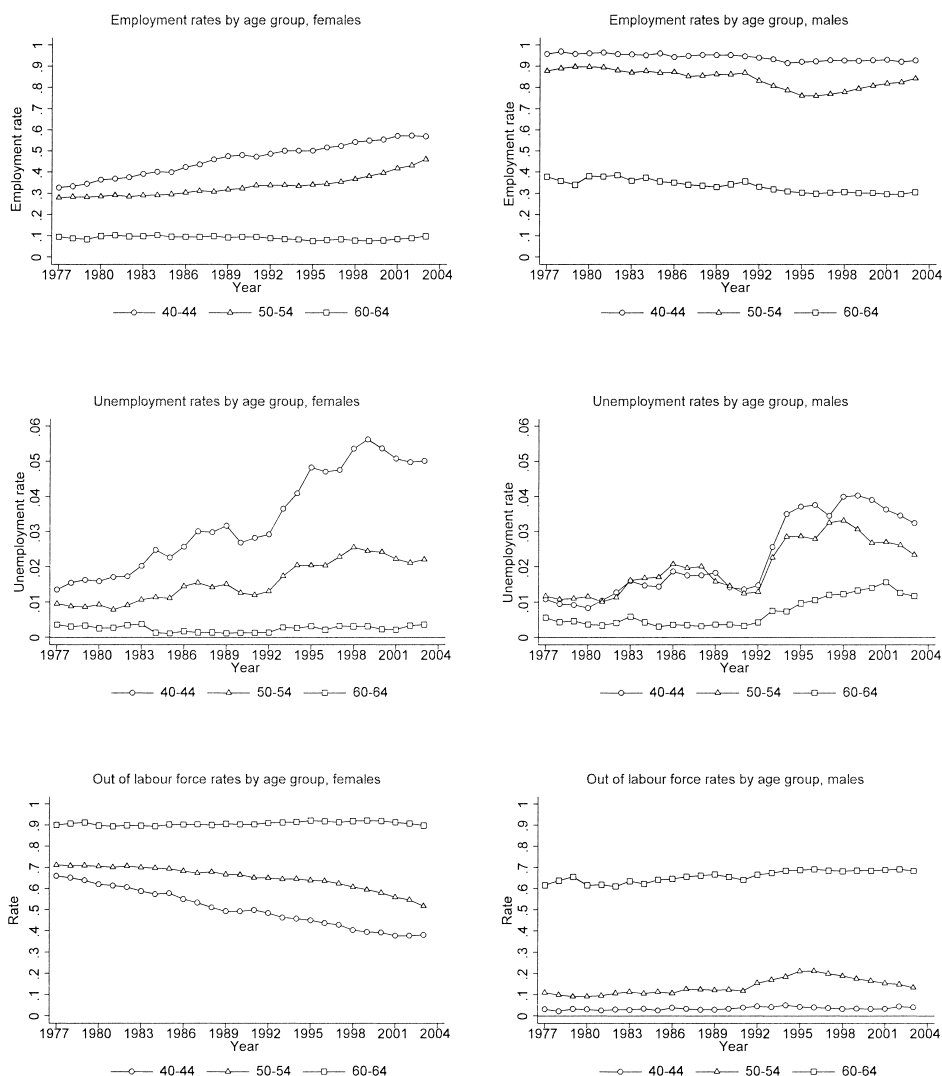 Employment rates by age group, females
Employment rate
1
.9
.8
.7
.6
.5
.4
.3
.2
.1
0
1977 1980 1983 1986 1989 1992 1995 1998 2001 2004
Year
40-44 50-54 60-64
Employment rates by age group, males
Employment rate
1
.9
.8
.7
.6
.5
.4
.3
.2
.1
0
1977 1980 1983 1986 1989 1992 1995 1998 2001 2004
Year
40-44 50-54 60-64
Unemployment rates by age group, females
Unemployment rate
.06
.05
.04
.03
.02
.01
0
1977 1980 1983 1986 1989 1992 1995 1998 2001 2004
Year
40-44 50-54 60-64
Unemployment rates by age group, males
Unemployment rate
.06
.05
.04
.03
.02
.01
0
1977 1980 1983 1986 1989 1992 1995 1998 2001 2004
Year
40-44 50-54 60-64
Out of labour force rates by age group, females
Rate
1
.9
.8
.7
.6
.5
.4
.3
.2
.1
0
1977 1980 1983 1986 1989 1992 1995 1998 2001 2004
Year
40-44 50-54 60-64
Out of labour force rates by age group, males
Rate
1
.9
.8
.7
.6
.5
.4
.3
.2
.1
0
1977 1980 1983 1986 1989 1992 1995 1998 2001 2004
Year
40-44 50-54 60-64